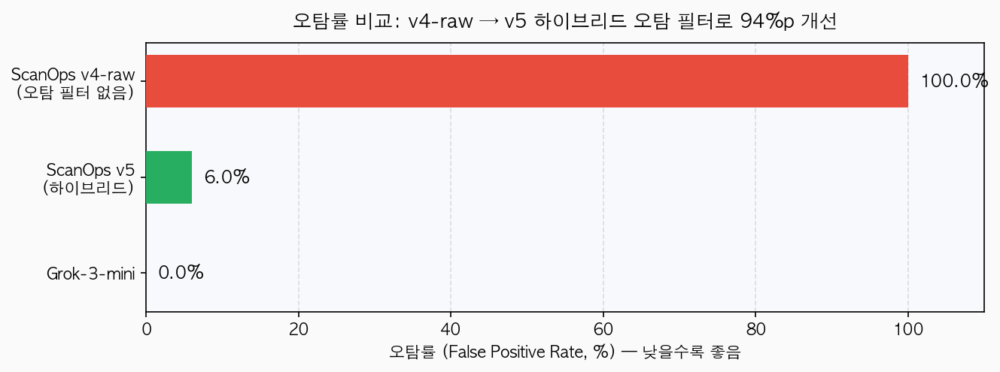 오탐률 비교: v4-raw → v5 하이브리드 오탐 필터로 94%p 개선
ScanOps v4-raw
(오탐 필터 없음)
100.0%
ScanOps v5
(하이브리드)
6.0%
Grok-3-mini
0.0%
0 20 40 60 80 100
오탐률 (False Positive Rate, %) — 낮을수록 좋음